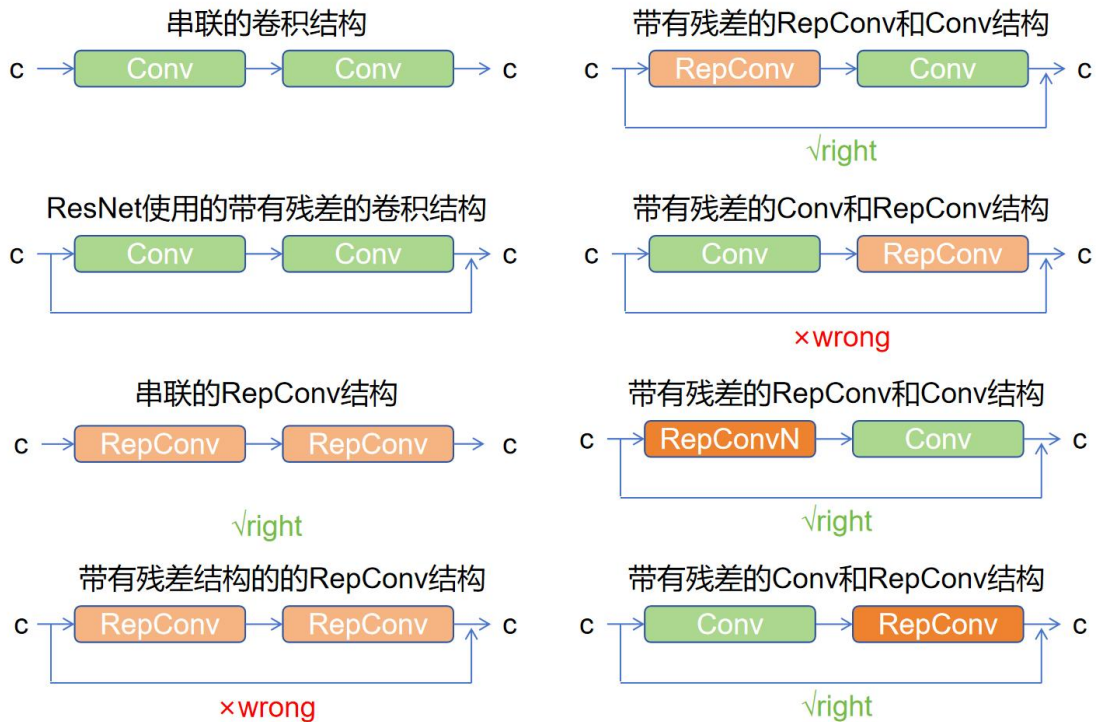 串联的卷积结构
c Conv Conv c
ResNet使用的带有残差的卷积结构
c Conv Conv c
串联的RepConv结构
c RepConv RepConv c
√right
带有残差结构的的RepConv结构
c RepConv RepConv c
×wrong
带有残差的RepConv和Conv结构
c RepConv Conv c
√right
带有残差的Conv和RepConv结构
c Conv RepConv c
×wrong
带有残差的RepConv和Conv结构
c RepConvN Conv c
√right
带有残差的Conv和RepConv结构
c Conv RepConv c
√right